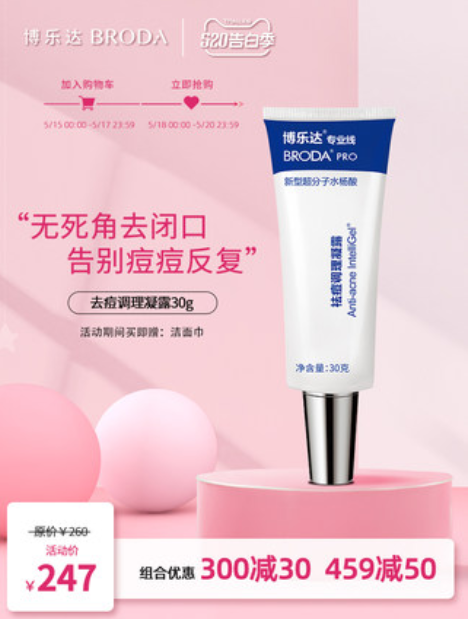 博乐达 BRODA
520告白季
加入购物车
立即抢购
5/15 00:00 -5/17 23:59
5/18 00:00 -5/20 23:59
“无死角去闭口
告别痘痘反复”
去痘调理凝露30g
活动期间买即赠：洁面巾
博乐达® 专业线
BRODA® PRO
新型超分子水杨酸
祛痘调理凝露
Anti-acne IntelliGel®
净含量:30克
原价￥260
活动价
￥247
组合优惠 300减30 459减50